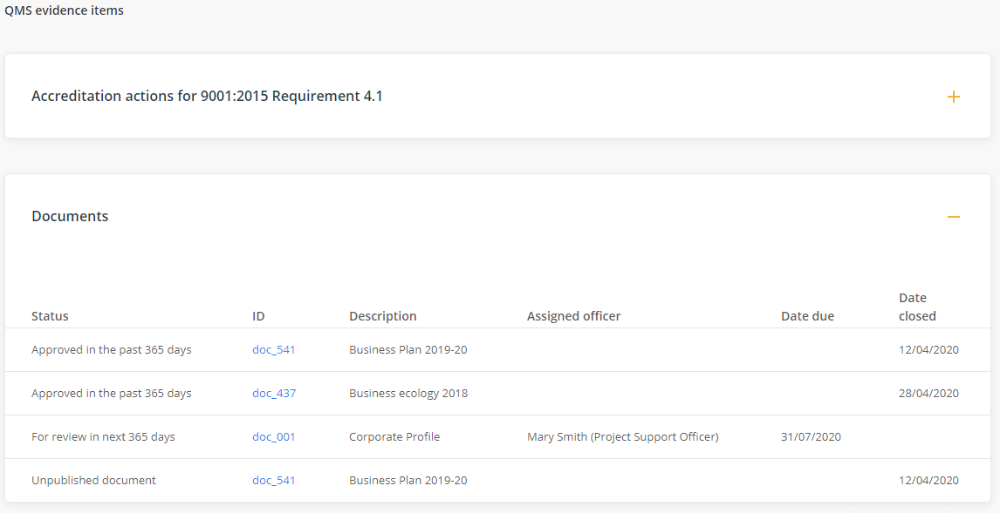 QMS evidence items
Accreditation actions for 9001:2015 Requirement 4.1
Documents
Status ID Description Assigned officer Date due Date closed
Approved in the past 365 days doc_541 Business Plan 2019-20 12/04/2020
Approved in the past 365 days doc_437 Business ecology 2018 28/04/2020
For review in next 365 days doc_001 Corporate Profile Mary Smith (Project Support Officer) 31/07/2020
Unpublished document doc_541 Business Plan 2019-20 12/04/2020